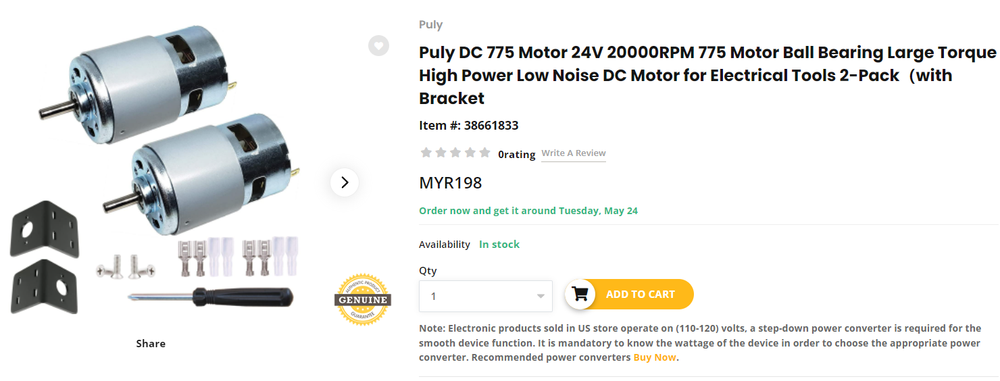 Puly
Puly DC 775 Motor 24V 20000RPM 775 Motor Ball Bearing Large Torque
High Power Low Noise DC Motor for Electrical Tools 2-Pack（with
Bracket
Item #: 38661833
0rating Write A Review
MYR198
Order now and get it around Tuesday, May 24
Availability In stock
Qty
1
ADD TO CART
Note: Electronic products sold in US store operate on (110-120) volts, a step-down power converter is required for the
smooth device function. It is mandatory to know the wattage of the device in order to choose the appropriate power
converter. Recommended power converters Buy Now.
AUTHENTIC PRODUCT
GENUINE
GUARANTEE
Share